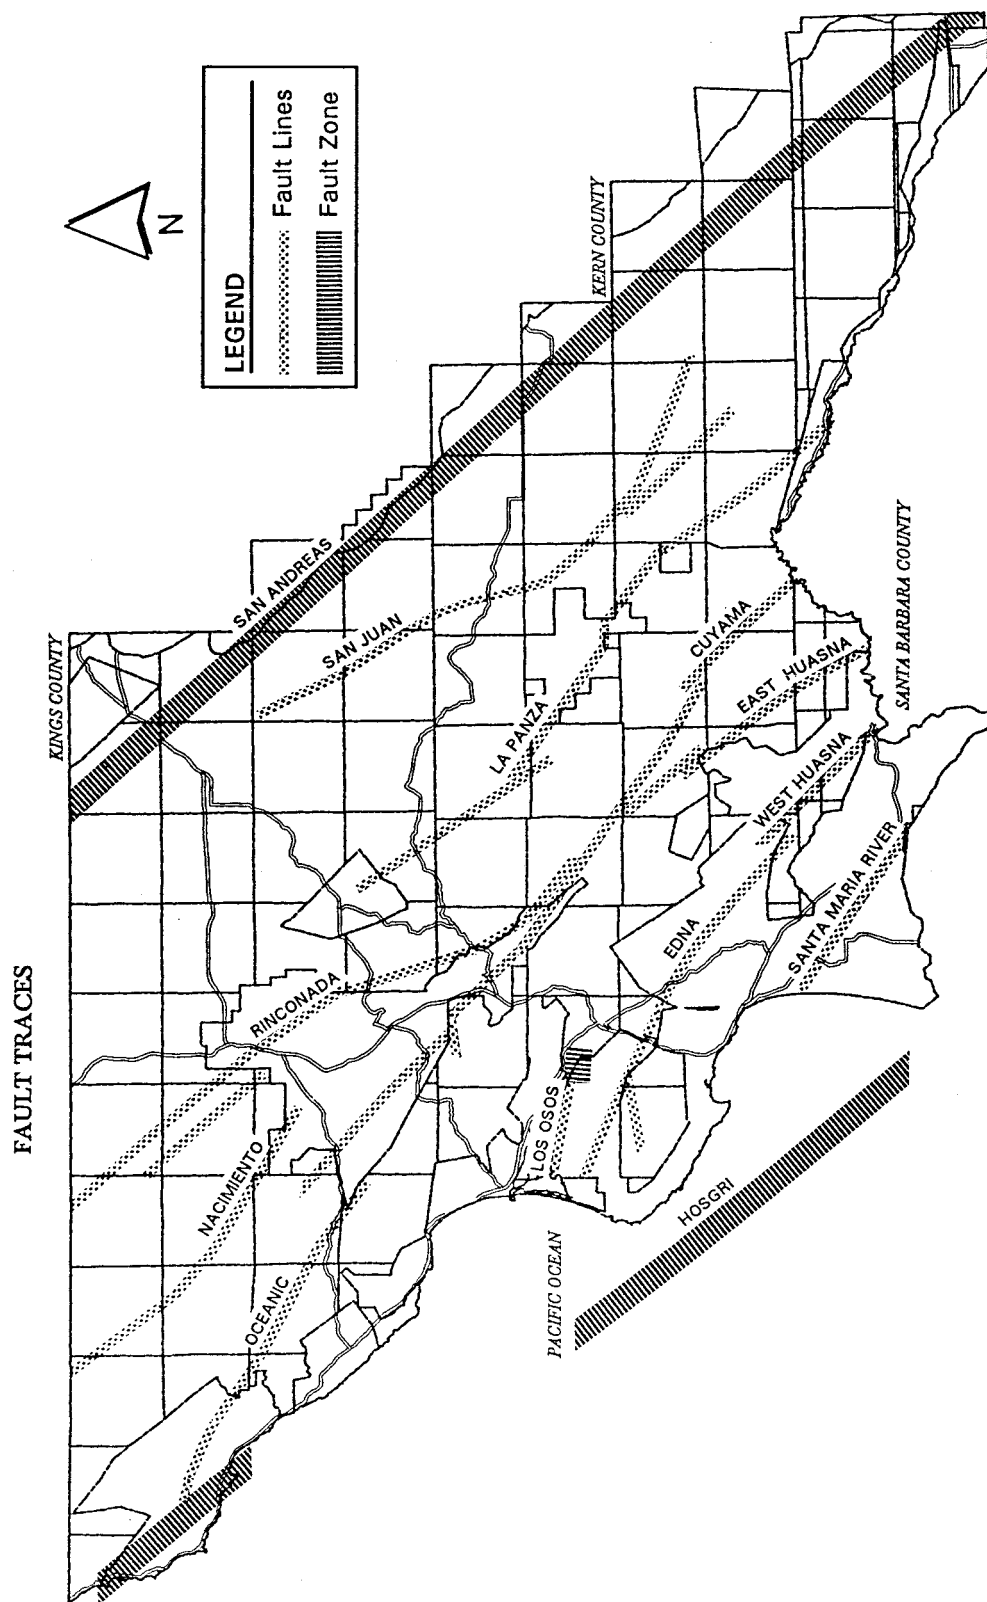 FAULT TRACES
N
LEGEND
Fault Lines
Fault Zone
KINGS COUNTY
KERN COUNTY
SANTA BARBARA COUNTY
PACIFIC OCEAN
SAN ANDREAS
SAN JUAN
LA PANZA
CUYAMA
EAST HUASNA
WEST HUASNA
SANTA MARIA RIVER
EDNA
RINCONADA
NACIMIENTO
OCEANIC
LOS OSOS
HOSGRI